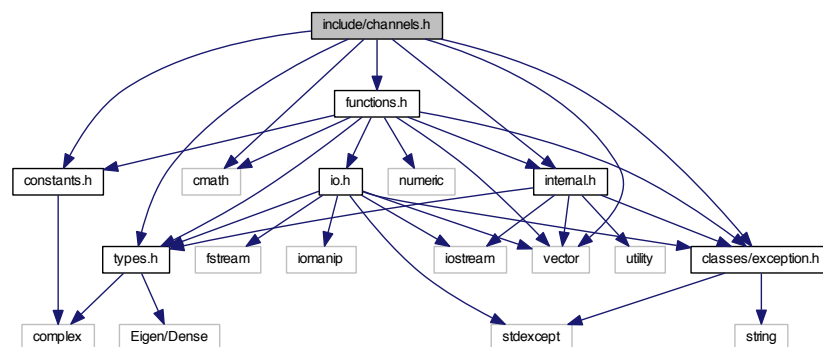 include/channels.h
functions.h
constants.h
cmath
io.h
numeric
internal.h
types.h
fstream
iomanip
iostream
vector
utility
classes/exception.h
complex
Eigen/Dense
stdexcept
string